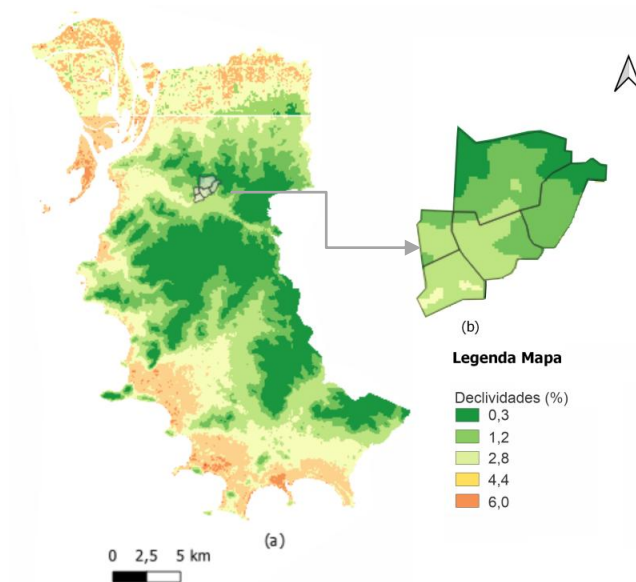 (b)
Legenda Mapa
Declividades (%)
0,3
1,2
2,8
4,4
6,0
(a)
0 2,5 5 km